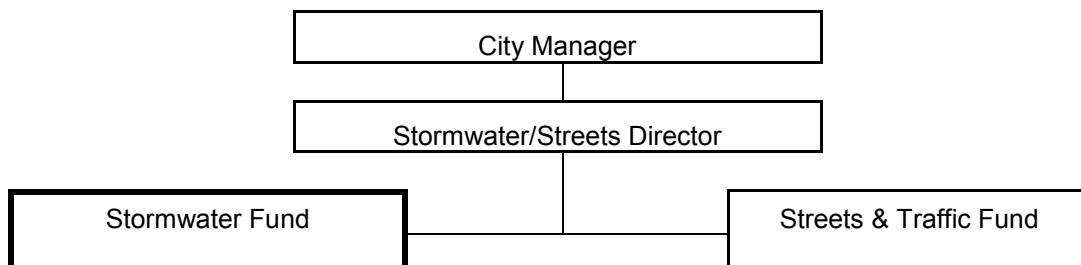 City Manager
Stormwater/Streets Director
Stormwater Fund
Streets & Traffic Fund